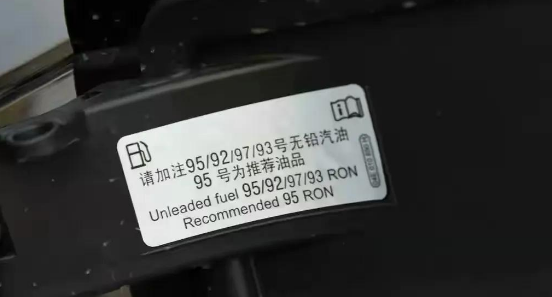 请加注95/92/97/93号无铅汽油
95 号为推荐油品
Unleaded fuel 95/92/97/93 RON
Recommended 95 RON